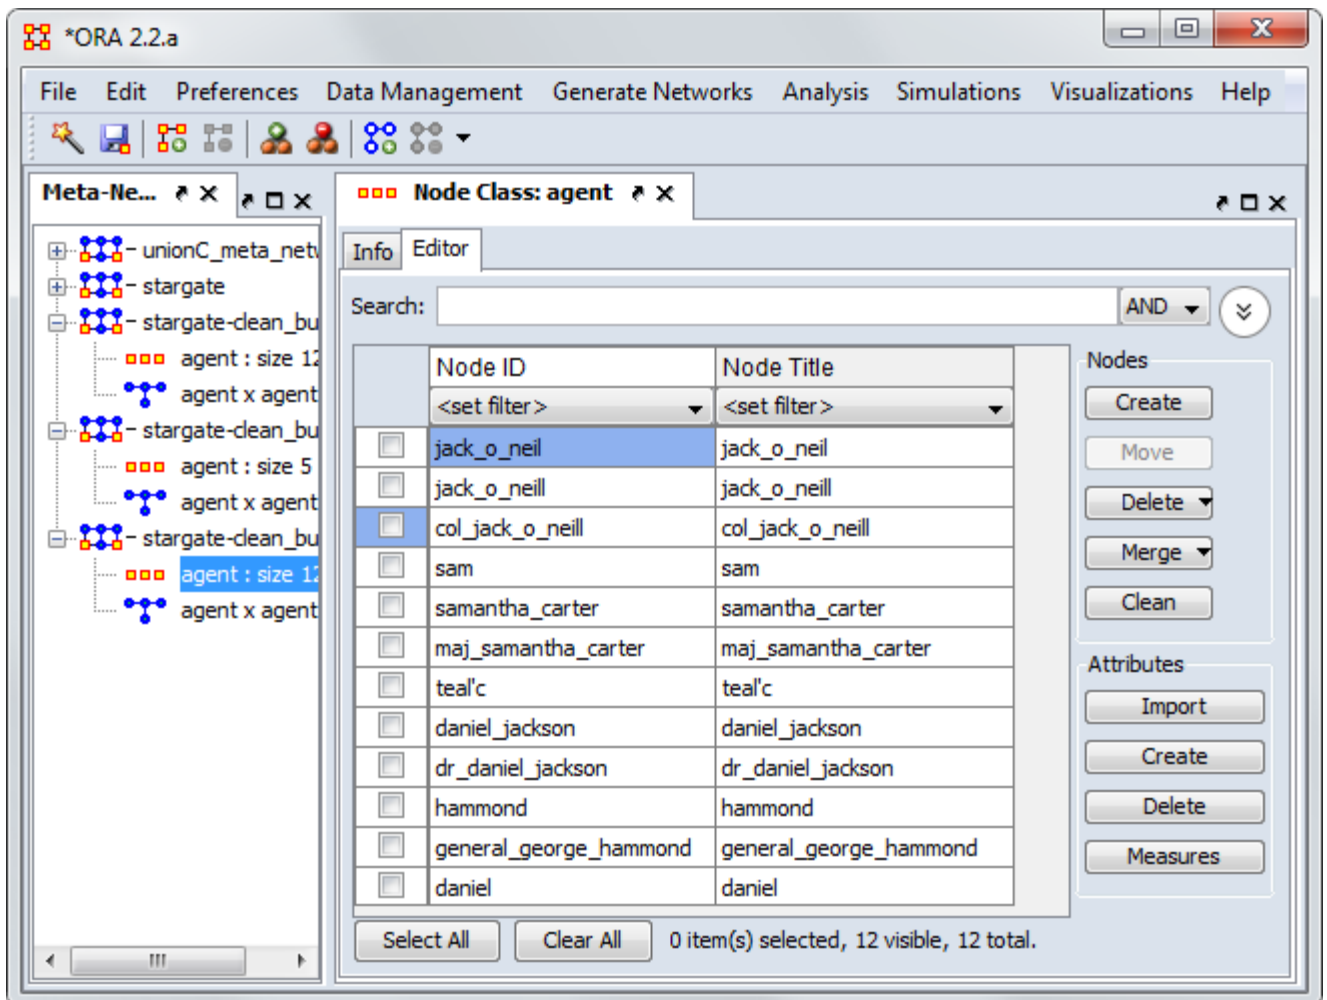 *ORA 2.2.a
File Edit Preferences Data Management Generate Networks Analysis Simulations Visualizations Help
Meta-Ne...
Node Class: agent
unionC_meta_netw
stargate
stargate-clean_bu
agent : size 12
agent x agent
stargate-clean_bu
agent : size 5
agent x agent
stargate-clean_bu
agent : size 12
agent x agent
Info Editor
Search: AND
Node ID Node Title
<set filter> <set filter>
jack_o_neil jack_o_neil
jack_o_neill jack_o_neill
col_jack_o_neill col_jack_o_neill
sam sam
samantha_carter samantha_carter
maj_samantha_carter maj_samantha_carter
teal'c teal'c
daniel_jackson daniel_jackson
dr_daniel_jackson dr_daniel_jackson
hammond hammond
general_george_hammond general_george_hammond
daniel daniel
Select All Clear All 0 item(s) selected, 12 visible, 12 total.
Nodes
Create
Move
Delete
Merge
Clean
Attributes
Import
Create
Delete
Measures